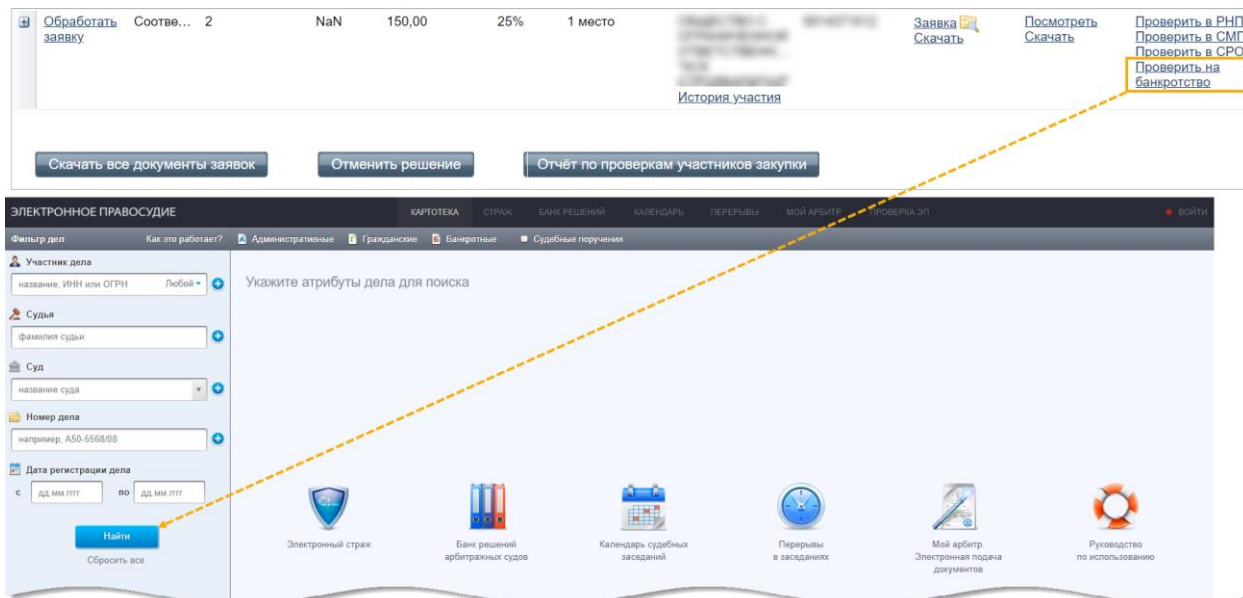 Обработать Соотве... 2 NaN 150,00 25% 1 место Заявка Посмотреть Проверить в РНП
заявку Скачать Скачать Проверить в СМП
Проверить в СРО
Проверить на
банкротство
История участия
Скачать все документы заявок Отменить решение Отчёт по проверкам участников закупки
ЭЛЕКТРОННОЕ ПРАВОСУДИЕ КАРТОТЕКА СТРАЖ БАНК РЕШЕНИЙ КАЛЕНДАРЬ ПЕРЕРЫВЫ МОЙ АРБИТР ПРОВЕРКА ЭП ВОЙТИ
Фильтр дел Как это работает? А Административные Г Гражданские Б Банкротные Судебные поручения
Участник дела
название, ИНН или ОГРН Любой
Укажите атрибуты дела для поиска
Судья
фамилия судьи
Суд
название суда
Номер дела
например, А50-5568/08
Дата регистрации дела
с дд.мм.гггг по дд.мм.гггг
Найти
Сбросить все
Электронный страж Банк решений Календарь судебных Перерывы Мой арбитр. Руководство
арбитражных судов заседаний в заседаниях Электронная подача по использованию
документов